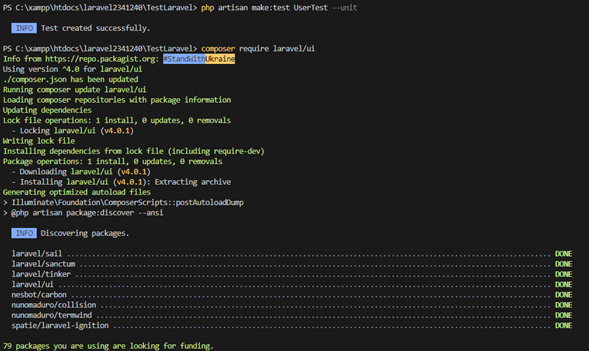 PS C:\xampp\htdocs\laravel2341240\TestLaravel> php artisan make:test UserTest --unit
INFO Test created successfully.
PS C:\xampp\htdocs\laravel2341240\TestLaravel> composer require laravel/ui
Info from https://repo.packagist.org: #StandWithUkraine
Using version ^4.0 for laravel/ui
./composer.json has been updated
Running composer update laravel/ui
Loading composer repositories with package information
Updating dependencies
Lock file operations: 1 install, 0 updates, 0 removals
- Locking laravel/ui (v4.0.1)
Writing lock file
Installing dependencies from lock file (including require-dev)
Package operations: 1 install, 0 updates, 0 removals
- Downloading laravel/ui (v4.0.1)
- Installing laravel/ui (v4.0.1): Extracting archive
Generating optimized autoload files
> Illuminate\Foundation\ComposerScripts::postAutoloadDump
> @php artisan package:discover --ansi
INFO Discovering packages.
laravel/sail ........ DONE
laravel/sanctum ........ DONE
laravel/tinker ........ DONE
laravel/ui ........ DONE
nesbot/carbon ........ DONE
nunomaduro/collision ........ DONE
nunomaduro/termwind ........ DONE
spatie/laravel-ignition ........ DONE
79 packages you are using are looking for funding.